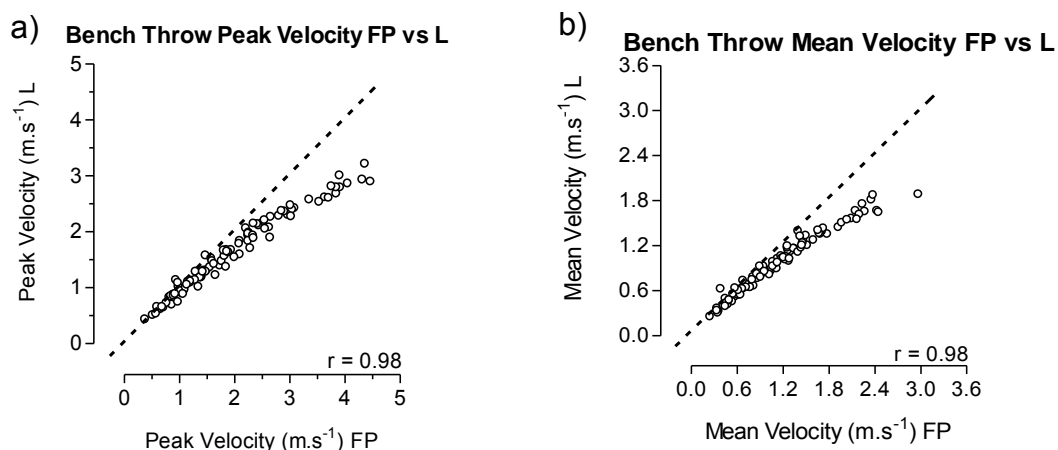 a)
Bench Throw Peak Velocity FP vs L
5
4
3
2
1
0
Peak Velocity (m.s⁻¹) L
r = 0.98
0 1 2 3 4 5
Peak Velocity (m.s⁻¹) FP
b)
Bench Throw Mean Velocity FP vs L
3.6
3.0
2.4
1.8
1.2
0.6
0.0
Mean Velocity (m.s⁻¹) L
r = 0.98
0.0 0.6 1.2 1.8 2.4 3.0 3.6
Mean Velocity (m.s⁻¹) FP